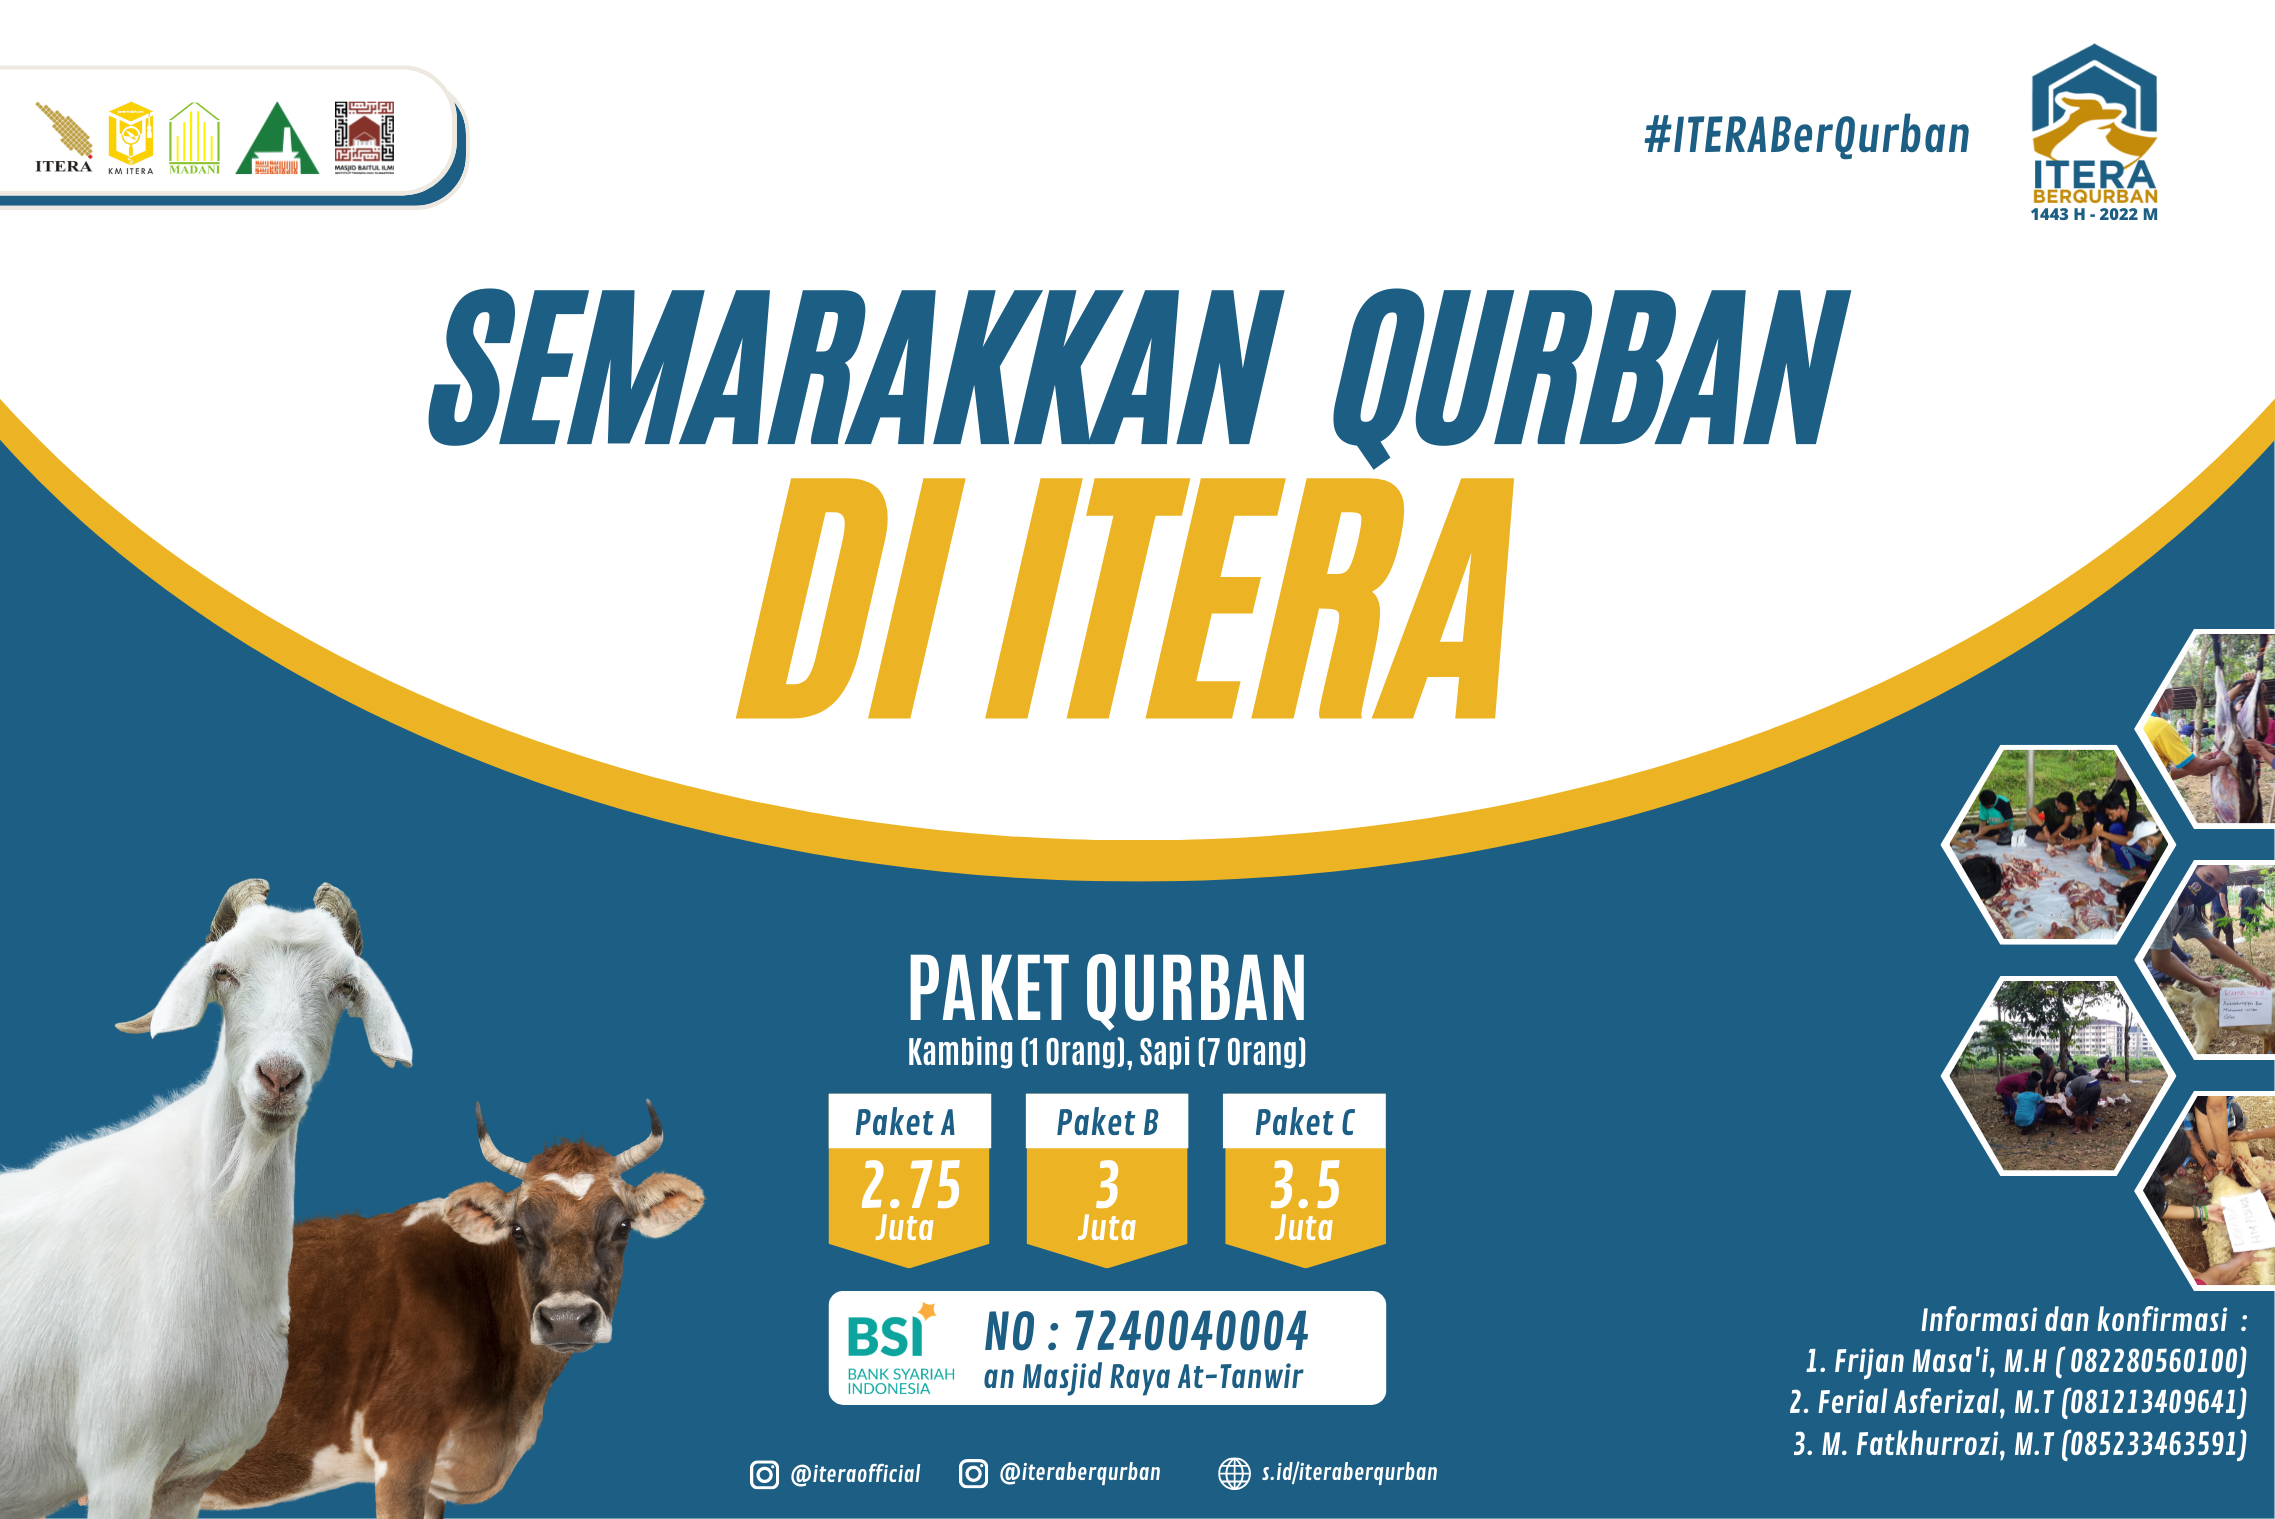 ITERA
KM ITERA
MADANI
MASJID BAITUL ILMI
#ITERABerQurban
ITERA
BERQURBAN
1443 H - 2022 M
SEMARAKKAN QURBAN
DI ITERA
PAKET QURBAN
Kambing (1 Orang), Sapi (7 Orang)
Paket A
2.75
Juta
Paket B
3
Juta
Paket C
3.5
Juta
BSI
BANK SYARIAH
INDONESIA
NO : 7240040004
an Masjid Raya At-Tanwir
@iteraofficial
@iteraberqurban
s.id/iteraberqurban
Informasi dan konfirmasi :
1. Frijan Masa'i, M.H ( 082280560100)
2. Ferial Asferizal, M.T (081213409641)
3. M. Fatkhurrozi, M.T (085233463591)